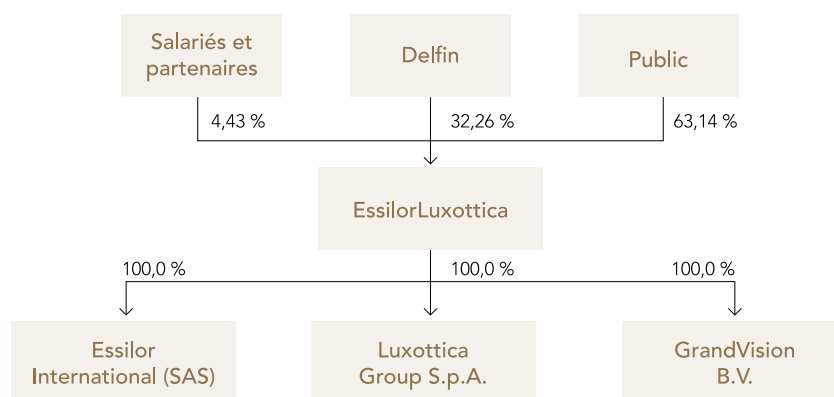 Salariés et
partenaires
Delfin
Public
4,43 %
32,26 %
63,14 %
EssilorLuxottica
100,0 %
100,0 %
100,0 %
Essilor
International (SAS)
Luxottica
Group S.p.A.
GrandVision
B.V.